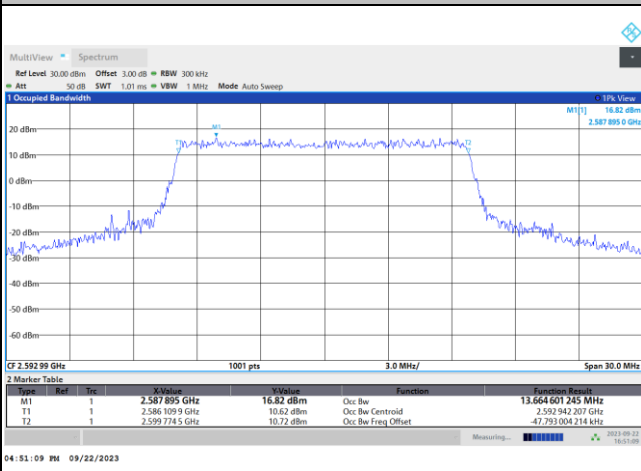 MultiView Spectrum
Ref Level 30.00 dBm Offset 3.00 dB RBW 300 kHz
Att 50 dB SWT 1.01 ms VBW 1 MHz Mode Auto Sweep
1 Occupied Bandwidth 1Pk View
M1[1] 16.82 dBm
2.587 895 0 GHz
M1
T1 T2
20 dBm
10 dBm
0 dBm
-10 dBm
-20 dBm
-30 dBm
-40 dBm
-50 dBm
-60 dBm
CF 2.592 99 GHz 1001 pts 3.0 MHz/ Span 30.0 MHz
2 Marker Table
Type Ref Trc X-Value Y-Value Function Function Result
M1 1 2.587 895 GHz 16.82 dBm Occ Bw 13.664 601 245 MHz
T1 1 2.586 109 9 GHz 10.62 dBm Occ Bw Centroid 2.592 942 207 GHz
T2 1 2.599 774 5 GHz 10.72 dBm Occ Bw Freq Offset -47.793 004 214 kHz
Measuring... 2023-09-22
16:51:09
04:51:09 PM 09/22/2023